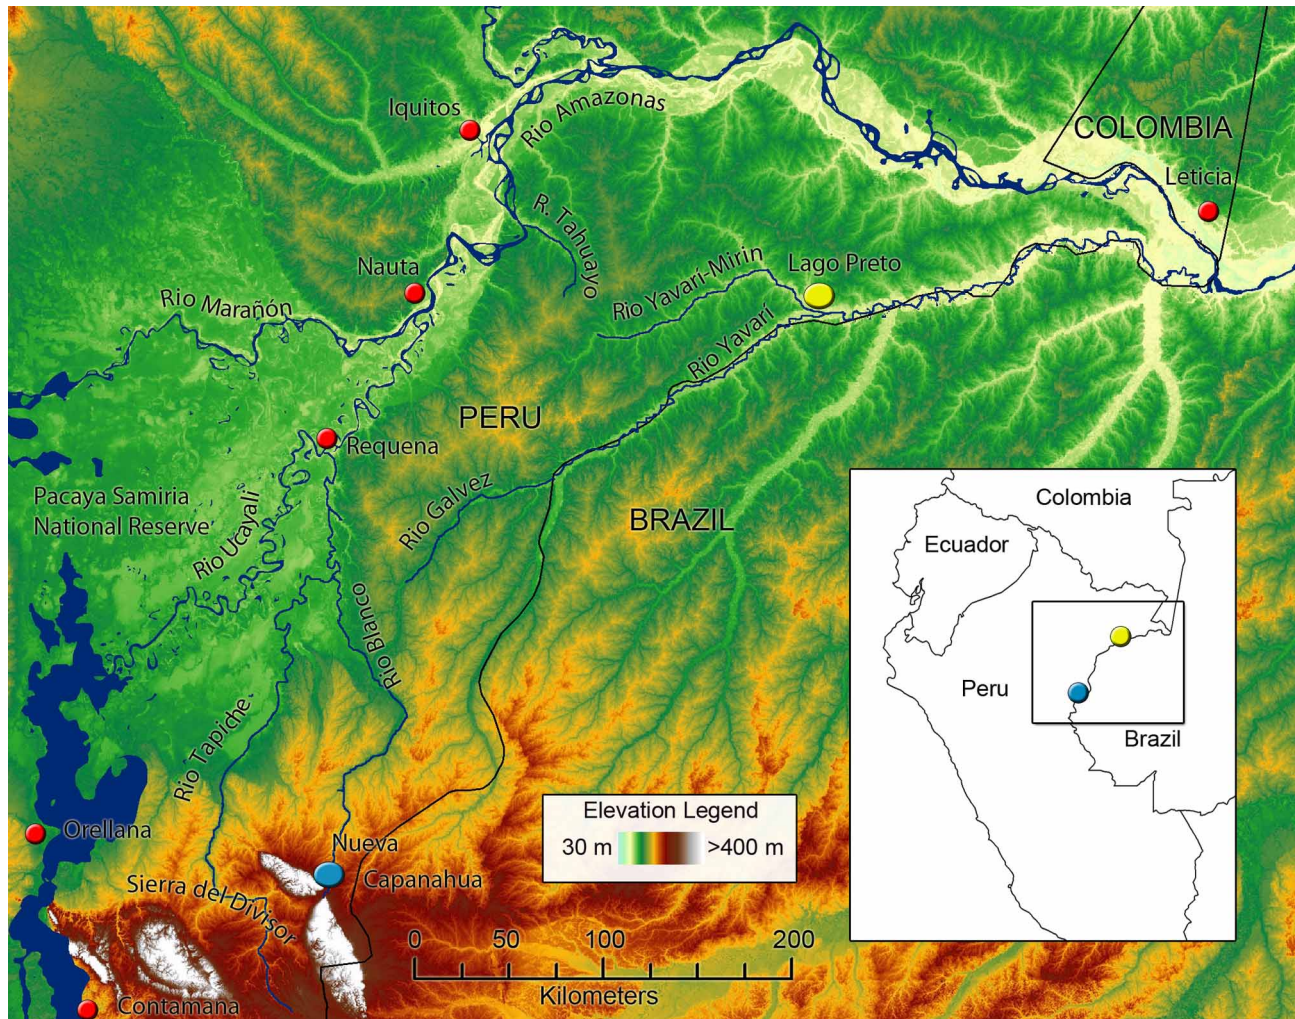 Iquitos
Rio Amazonas
COLOMBIA
Leticia
R. Tahuayo
Nauta
Rio Yavarí-Mirin
Lago Preto
Rio Marañón
Rio Yavarí
PERU
Requena
Pacaya Samiria
National Reserve
Rio Ucayali
Rio Galvez
BRAZIL
Rio Blanco
Rio Tapiche
Orellana
Nueva
Capanahua
Sierra del Divisor
Contamana
Elevation Legend
30 m >400 m
0 50 100 200
Kilometers
Colombia
Ecuador
Peru
Brazil